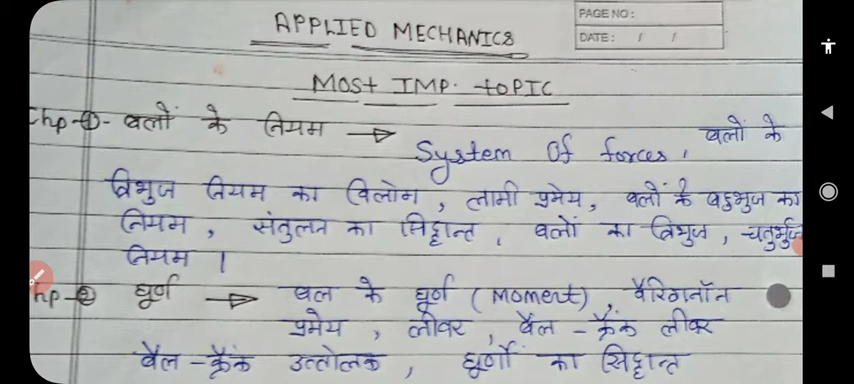 APPLIED MECHANICS
PAGE NO:
DATE: / /
MOST IMP. TOPIC
Chp-① - बलों के नियम → System Of forces, बलों के
त्रिभुज नियम का विलोम, लामी प्रमेय, बलों के बहुभुज का
नियम, संतुलन का सिद्धान्त, बलों का त्रिभुज, चतुर्भुज
नियम ।
hp-② घूर्ण → बल के घूर्ण (Moment), वैरिगनॉन
प्रमेय, लीवर, बैल-क्रैंक लीवर
बैल-क्रैंक उत्तोलक, घूर्णों का सिद्धान्त